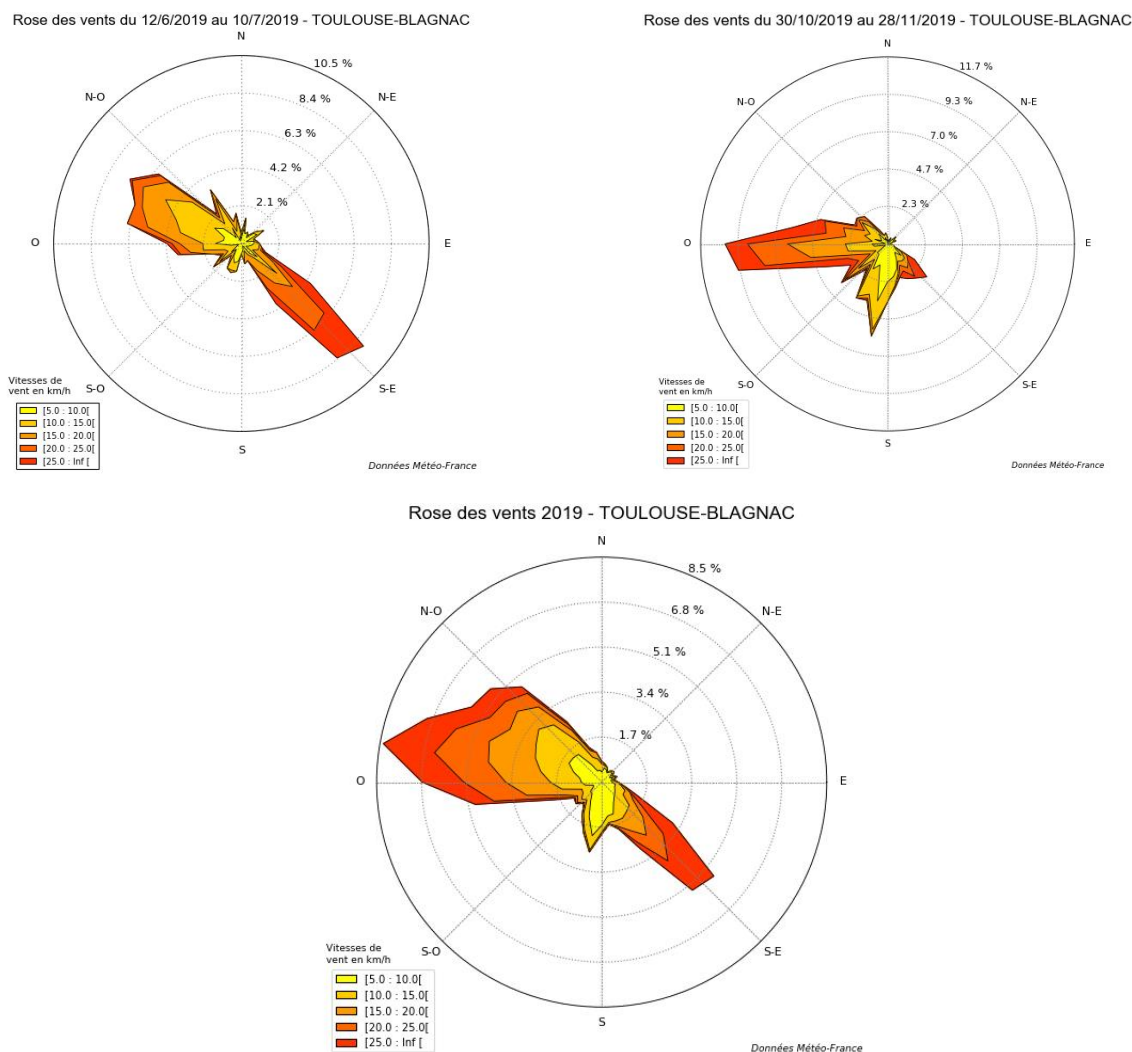 Rose des vents du 12/6/2019 au 10/7/2019 - TOULOUSE-BLAGNAC
N
10.5 %
8.4 %
N-O
N-E
6.3 %
4.2 %
2.1 %
O
E
S-O
S-E
S
Vitesses de
vent en km/h
[5.0 : 10.0[
[10.0 : 15.0[
[15.0 : 20.0[
[20.0 : 25.0[
[25.0 : Inf [
Données Météo-France
Rose des vents du 30/10/2019 au 28/11/2019 - TOULOUSE-BLAGNAC
N
11.7 %
9.3 %
N-O
N-E
7.0 %
4.7 %
2.3 %
O
E
S-O
S-E
S
Vitesses de
vent en km/h
[5.0 : 10.0[
[10.0 : 15.0[
[15.0 : 20.0[
[20.0 : 25.0[
[25.0 : Inf [
Données Météo-France
Rose des vents 2019 - TOULOUSE-BLAGNAC
N
8.5 %
N-O
N-E
6.8 %
5.1 %
3.4 %
1.7 %
O
E
S-O
S-E
S
Vitesses de
vent en km/h
[5.0 : 10.0[
[10.0 : 15.0[
[15.0 : 20.0[
[20.0 : 25.0[
[25.0 : Inf [
Données Météo-France